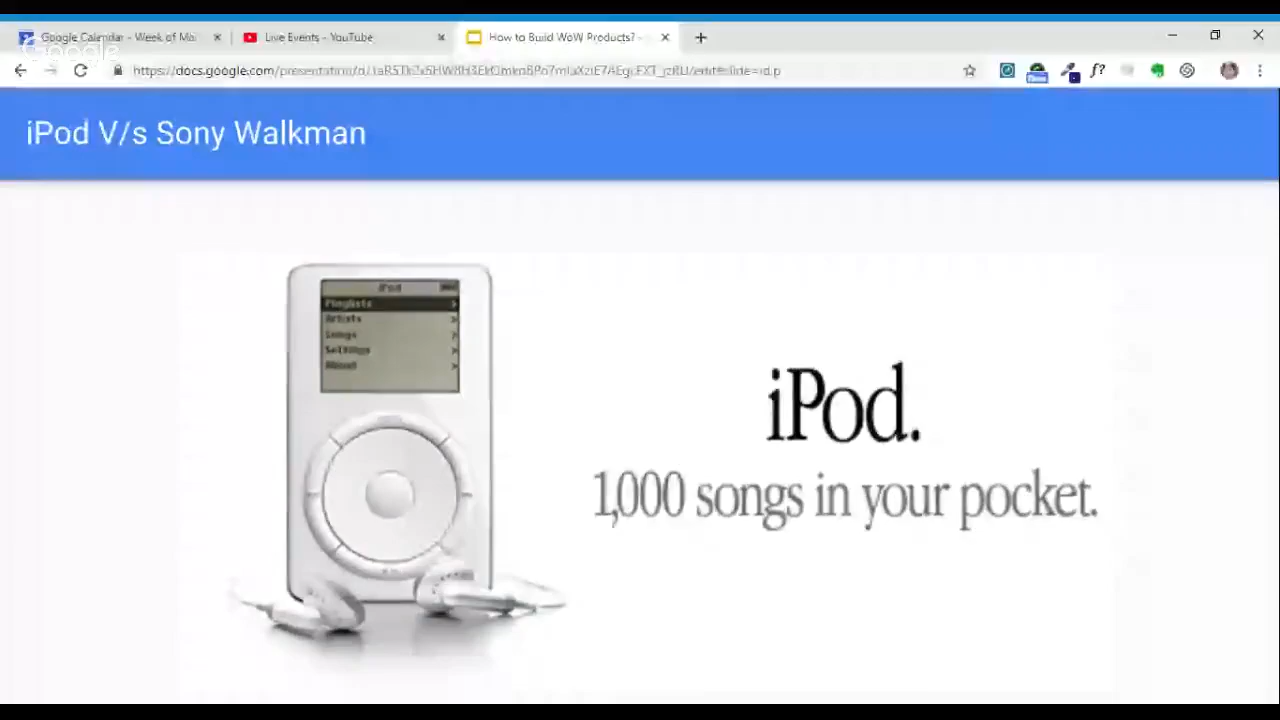 Google Calendar - Week of Ma
Live Events - YouTube
How to Build WoW Products? -
Google
iPod V/s Sony Walkman
iPod
Playlists
Artists
Songs
Settings
About
iPod.
1,000 songs in your pocket.